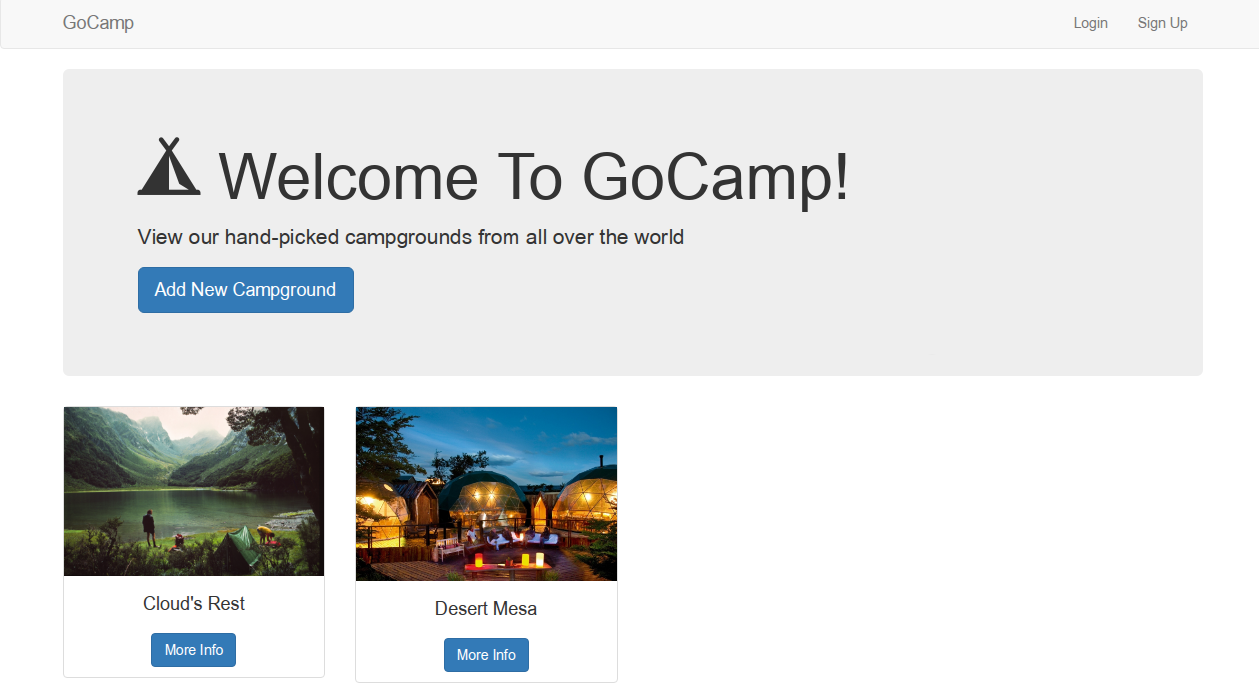 GoCamp
Login
Sign Up
Welcome To GoCamp!
View our hand-picked campgrounds from all over the world
Add New Campground
Cloud's Rest
More Info
Desert Mesa
More Info